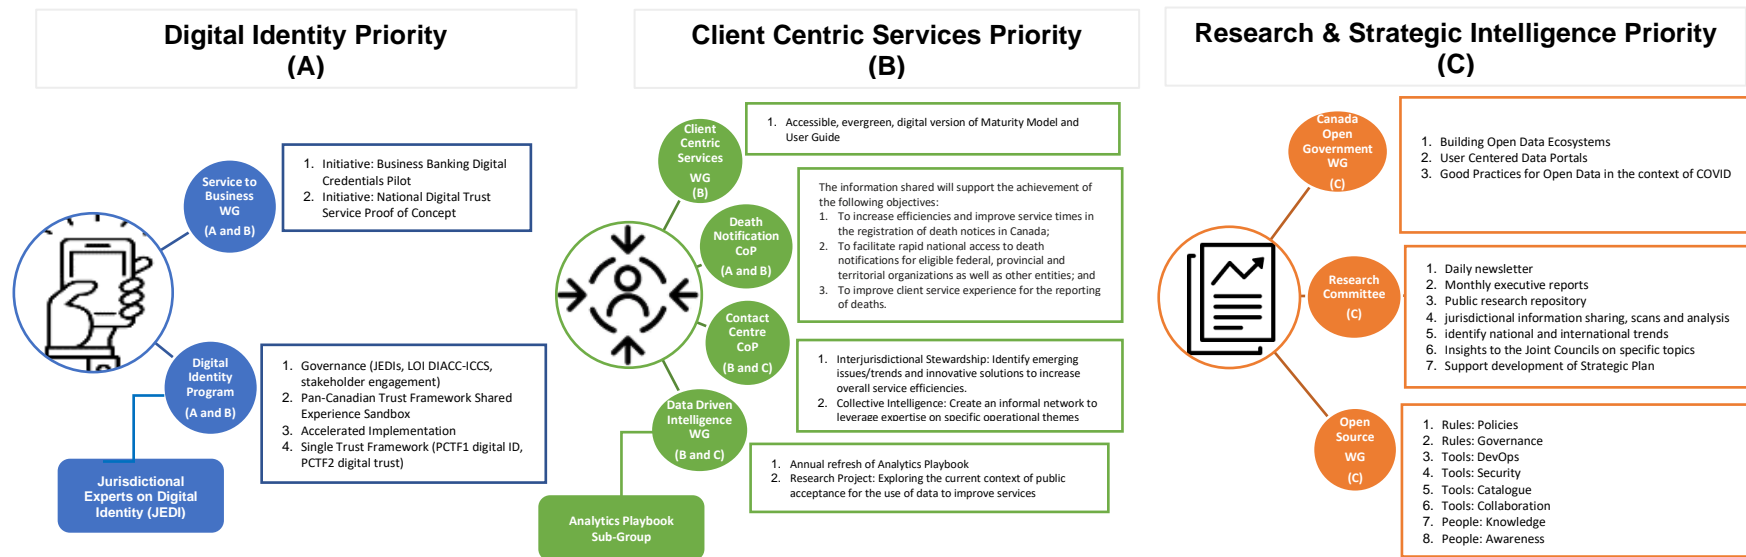 Digital Identity Priority
(A)
Service to
Business
WG
(A and B)
1. Initiative: Business Banking Digital
Credentials Pilot
2. Initiative: National Digital Trust
Service Proof of Concept
Digital
Identity
Program
(A and B)
1. Governance (JEDIs, LOI DIACC-ICCS,
stakeholder engagement)
2. Pan-Canadian Trust Framework Shared
Experience Sandbox
3. Accelerated Implementation
4. Single Trust Framework (PCTF1 digital ID,
PCTF2 digital trust)
Jurisdictional
Experts on Digital
Identity (JEDI)
Client Centric Services Priority
(B)
Client
Centric
Services
WG
(B)
1. Accessible, evergreen, digital version of Maturity Model and
User Guide
Death
Notification
CoP
(A and B)
The information shared will support the achievement of
the following objectives:
1. To increase efficiencies and improve service times in
the registration of death notices in Canada;
2. To facilitate rapid national access to death
notifications for eligible federal, provincial and
territorial organizations as well as other entities; and
3. To improve client service experience for the reporting
of deaths.
Contact
Centre
CoP
(B and C)
1. Interjurisdictional Stewardship: Identify emerging
issues/trends and innovative solutions to increase
overall service efficiencies.
2. Collective Intelligence: Create an informal network to
leverage expertise on specific operational themes
Data Driven
Intelligence
WG
(B and C)
1. Annual refresh of Analytics Playbook
2. Research Project: Exploring the current context of public
acceptance for the use of data to improve services
Analytics Playbook
Sub-Group
Research & Strategic Intelligence Priority
(C)
Canada
Open
Government
WG
(C)
1. Building Open Data Ecosystems
2. User Centered Data Portals
3. Good Practices for Open Data in the context of COVID
Research
Committee
(C)
1. Daily newsletter
2. Monthly executive reports
3. Public research repository
4. jurisdictional information sharing, scans and analysis
5. identify national and international trends
6. Insights to the Joint Councils on specific topics
7. Support development of Strategic Plan
Open
Source
WG
(C)
1. Rules: Policies
2. Rules: Governance
3. Tools: DevOps
4. Tools: Security
5. Tools: Catalogue
6. Tools: Collaboration
7. People: Knowledge
8. People: Awareness